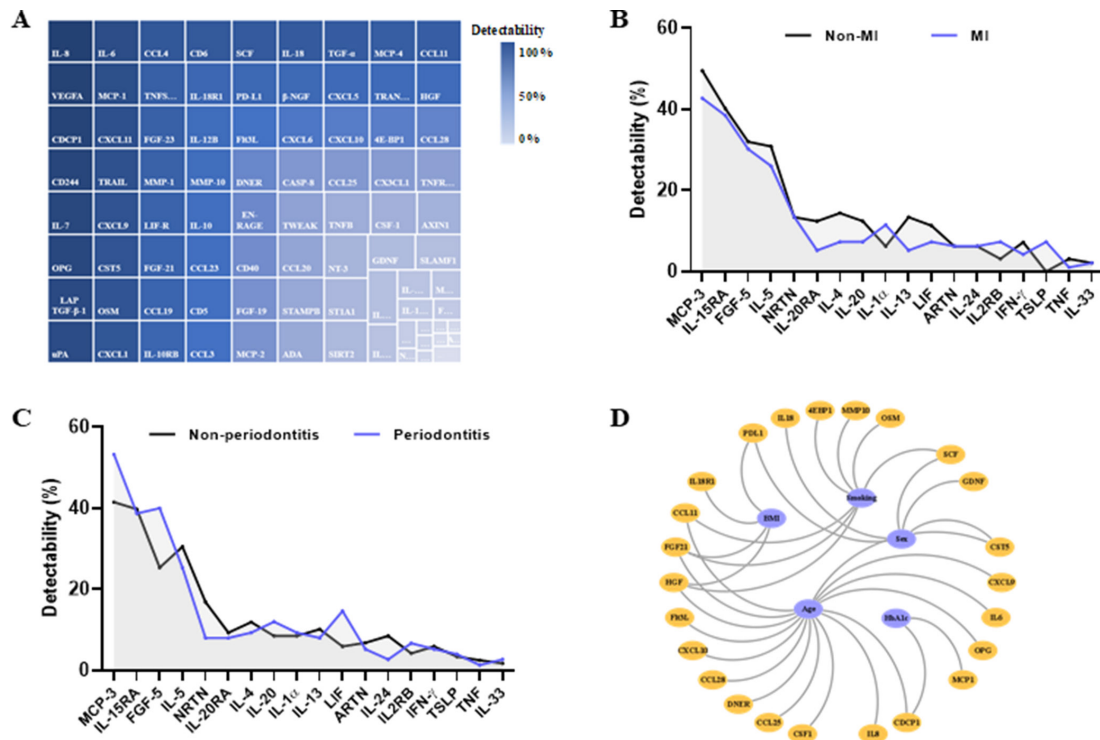 A
Detectability
100%
50%
0%
IL-8 IL-6 CCL4 CD6 SCF IL-18 TGF-α MCP-4 CCL11
VEGFA MCP-1 TNFS... IL-18R1 PD-L1 β-NGF CXCL5 TRAN... HGF
CDCP1 CXCL11 FGF-23 IL-12B Flt3L CXCL6 CXCL10 4E-BP1 CCL28
CD244 TRAIL MMP-1 MMP-10 DNER CASP-8 CCL25 CX3CL1 TNFR...
IL-7 CXCL9 LIF-R IL-10 EN-RAGE TWEAK TNFB CSF-1 AXIN1
OPG CST5 FGF-21 CCL23 CD40 CCL20 NT-3 GDNF SLAMF1
LAP TGF-β-1 OSM CCL19 CD5 FGF-19 STAMPB ST1A1 IL... IL-... M...
IL-1... F...
uPA CXCL1 IL-10RB CCL3 MCP-2 ADA SIRT2 IL... N...
B
Non-MI MI
Detectability (%)
60
40
20
0
MCP-3 IL-15RA FGF-5 IL-5 NRTN IL-20RA IL-4 IL-20 IL-1α IL-13 LIF ARTN IL-24 IL2RB IFN-γ TSLP TNF IL-33
C
Non-periodontitis Periodontitis
Detectability (%)
60
40
20
0
MCP-3 IL-15RA FGF-5 IL-5 NRTN IL-20RA IL-4 IL-20 IL-1α IL-13 LIF ARTN IL-24 IL2RB IFN-γ TSLP TNF IL-33
D
4EBP1
MMP10
IL18
OSM
PDL1
SCF
IL18R1
GDNF
Smoking
CCL11
BMI
Sex
FGF21
CST5
HGF
CXCL9
Age
HbA1c
Flt3L
IL6
CXCL10
OPG
CCL28
MCP1
DNER
CCL25
CDCP1
CSF1
IL8